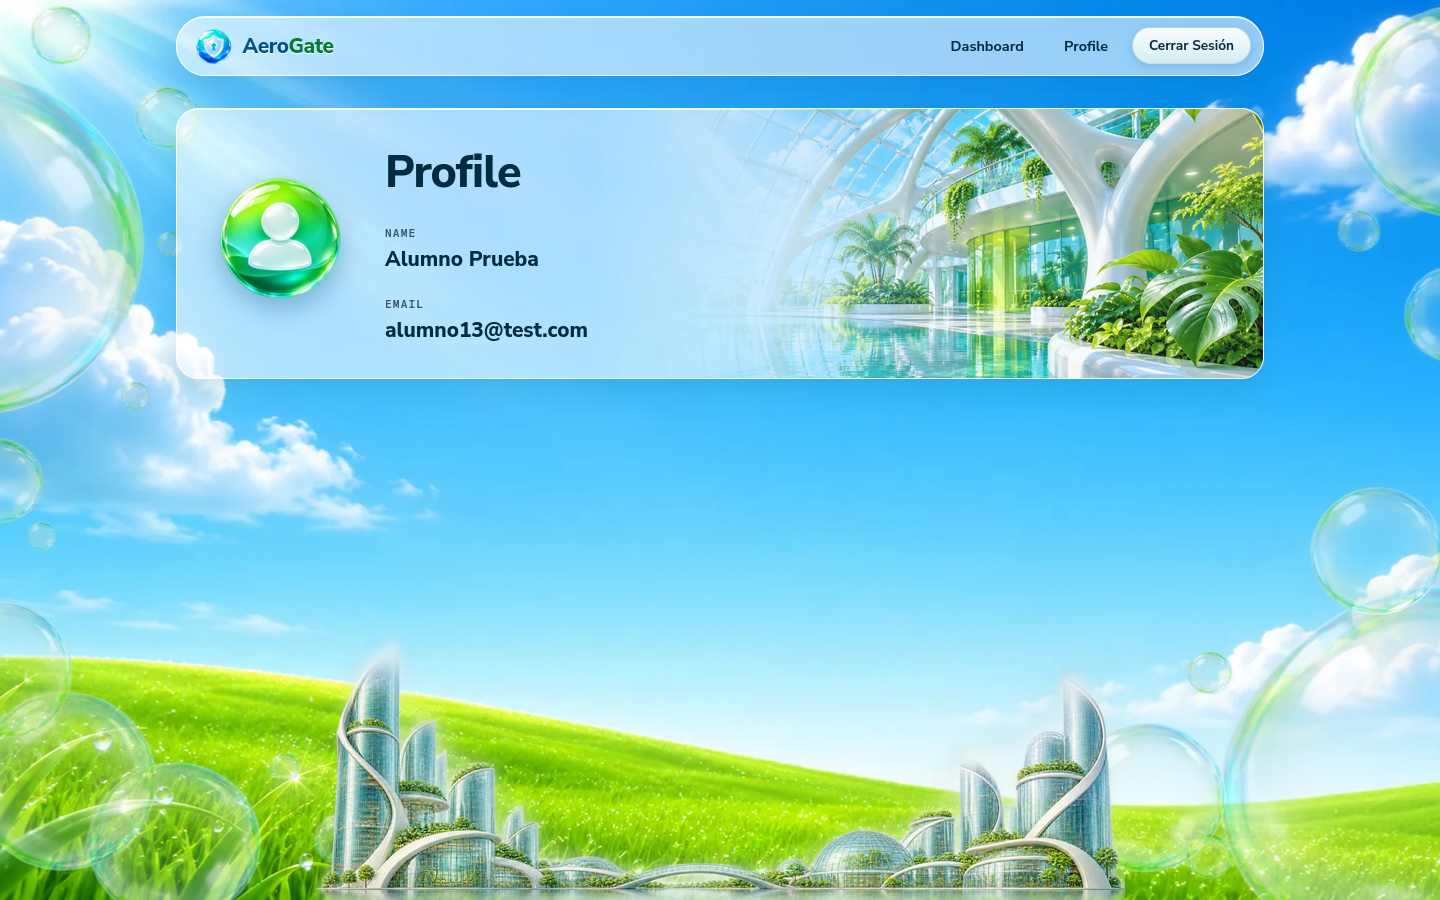 AeroGate
Dashboard
Profile
Cerrar Sesión
Profile
NAME
Alumno Prueba
EMAIL
alumno13@test.com